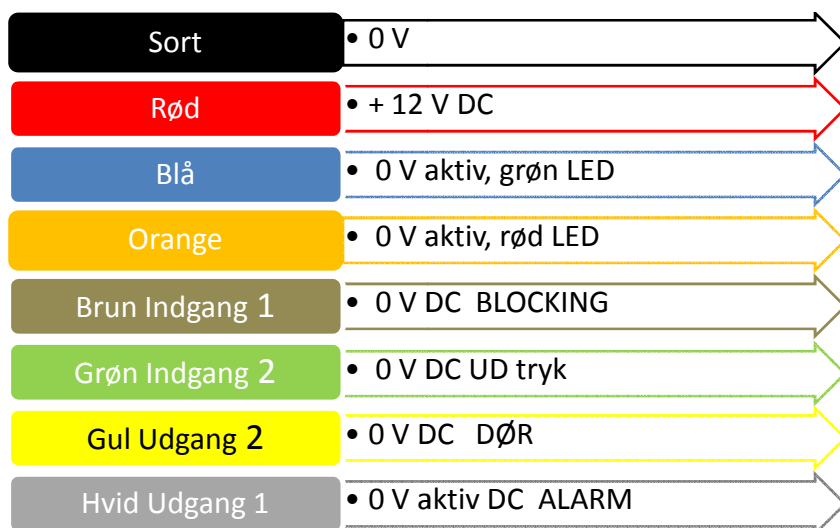 Sort • 0 V
Rød • + 12 V DC
Blå • 0 V aktiv, grøn LED
Orange • 0 V aktiv, rød LED
Brun Indgang 1 • 0 V DC BLOCKING
Grøn Indgang 2 • 0 V DC UD tryk
Gul Udgang 2 • 0 V DC DØR
Hvid Udgang 1 • 0 V aktiv DC ALARM